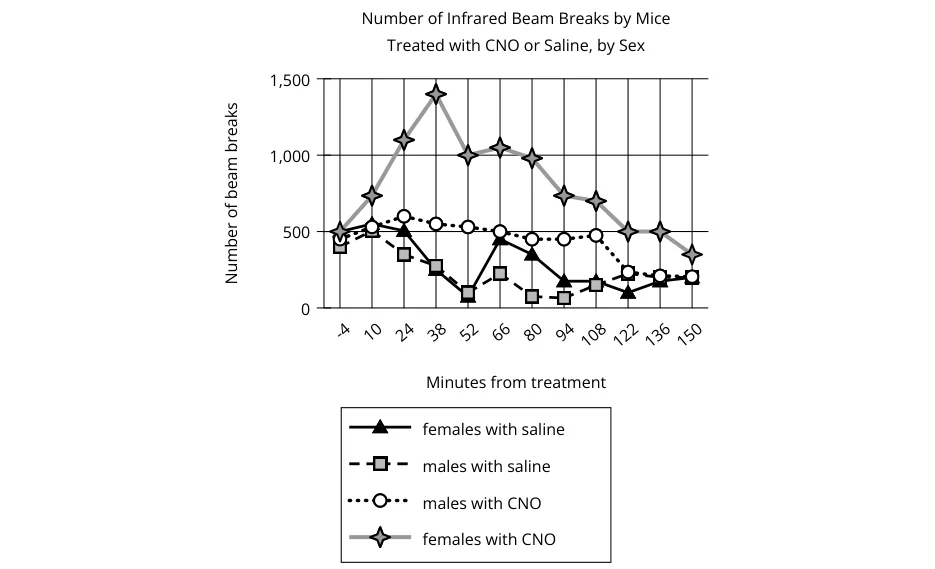 Number of Infrared Beam Breaks by Mice
Treated with CNO or Saline, by Sex
Number of beam breaks
1,500
1,000
500
0
-4 10 24 38 52 66 80 94 108 122 136 150
Minutes from treatment
females with saline
males with saline
males with CNO
females with CNO